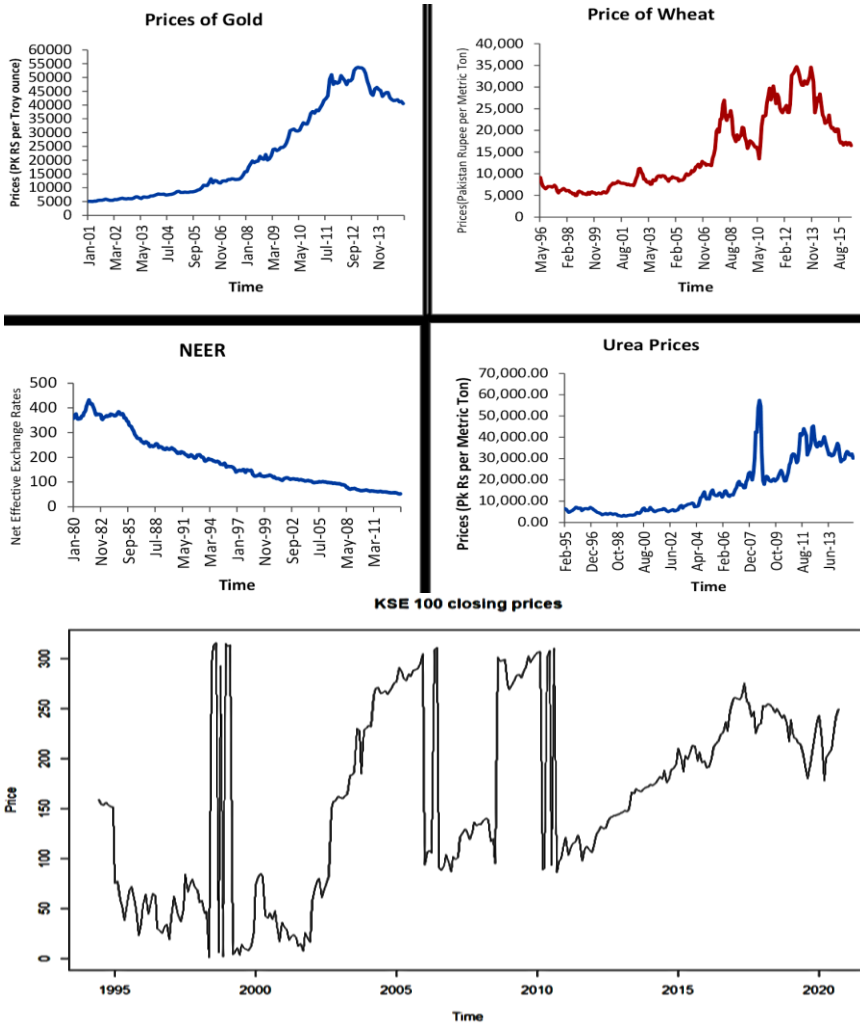 Prices of Gold
Prices (PK RS per Troy ounce)
60000
55000
50000
45000
40000
35000
30000
25000
20000
15000
10000
5000
0
Jan-01
Mar-02
May-03
Jul-04
Sep-05
Nov-06
Jan-08
Mar-09
May-10
Jul-11
Sep-12
Nov-13
Time
Price of Wheat
Prices(Pakistan Rupee per Metric Ton)
40,000
35,000
30,000
25,000
20,000
15,000
10,000
5,000
0
May-96
Feb-98
Nov-99
Aug-01
May-03
Feb-05
Nov-06
Aug-08
May-10
Feb-12
Nov-13
Aug-15
Time
NEER
Net Effective Exchange Rates
500
400
300
200
100
0
Jan-80
Nov-82
Sep-85
Jul-88
May-91
Mar-94
Jan-97
Nov-99
Sep-02
Jul-05
May-08
Mar-11
Time
Urea Prices
Prices (Pk Rs per Metric Ton)
70,000.00
60,000.00
50,000.00
40,000.00
30,000.00
20,000.00
10,000.00
0.00
Feb-95
Dec-96
Oct-98
Aug-00
Jun-02
Apr-04
Feb-06
Dec-07
Oct-09
Aug-11
Jun-13
Time
KSE 100 closing prices
Price
300
250
200
150
100
50
0
1995
2000
2005
2010
2015
2020
Time